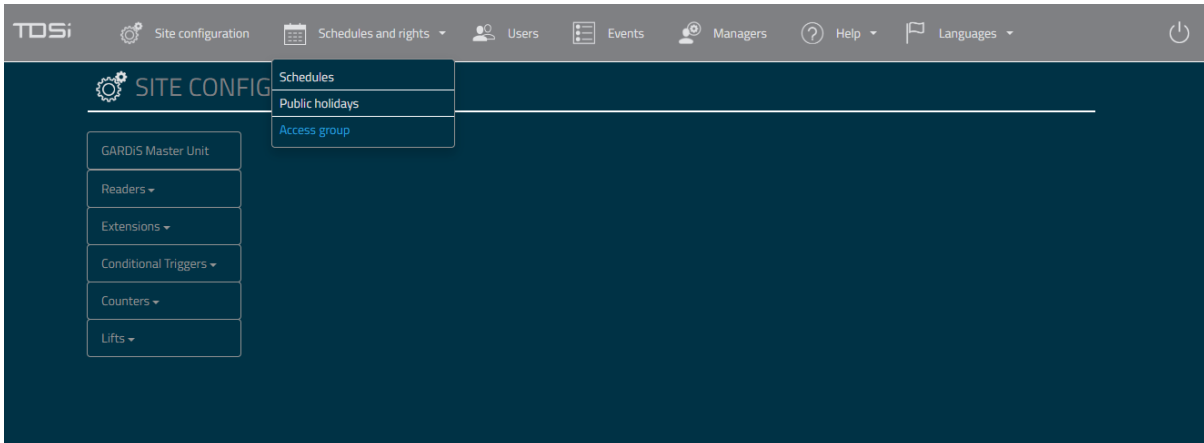 TDSi Site configuration Schedules and rights Users Events Managers Help Languages
SITE CONFIG
Schedules
Public holidays
Access group
GARDiS Master Unit
Readers
Extensions
Conditional Triggers
Counters
Lifts